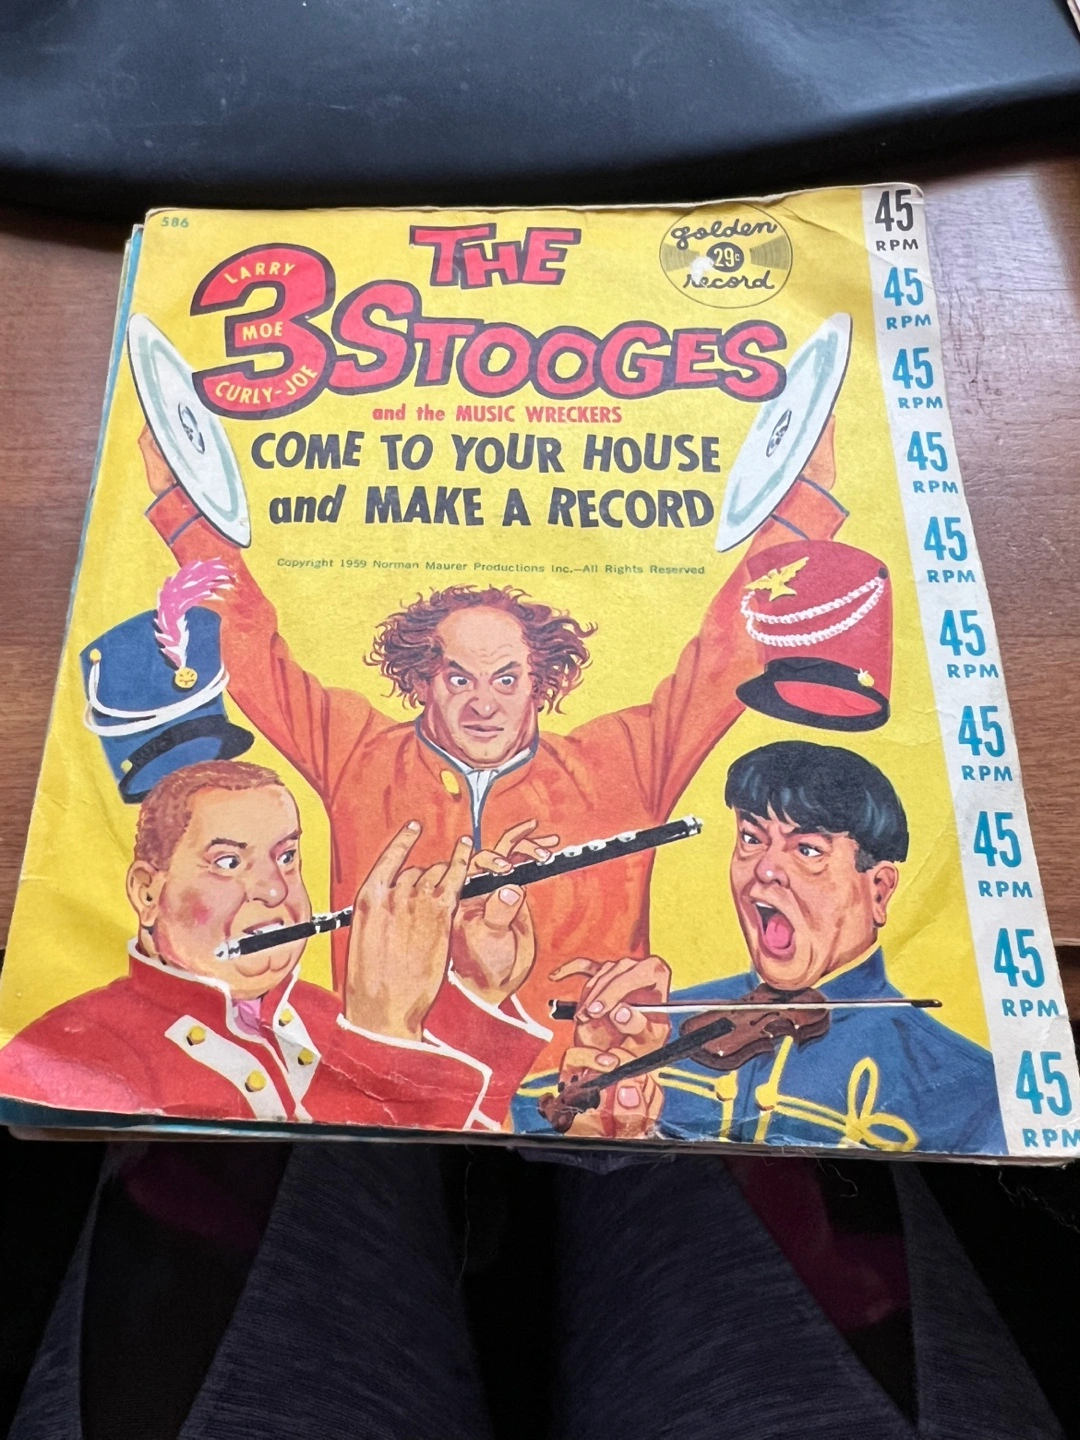 586
THE
3 STOOGES
LARRY
MOE
CURLY-JOE
golden
29c
record
and the MUSIC WRECKERS
COME TO YOUR HOUSE
and MAKE A RECORD
Copyright 1959 Norman Maurer Productions Inc.—All Rights Reserved
45
RPM
45
RPM
45
RPM
45
RPM
45
RPM
45
RPM
45
RPM
45
RPM
45
RPM
45
RPM